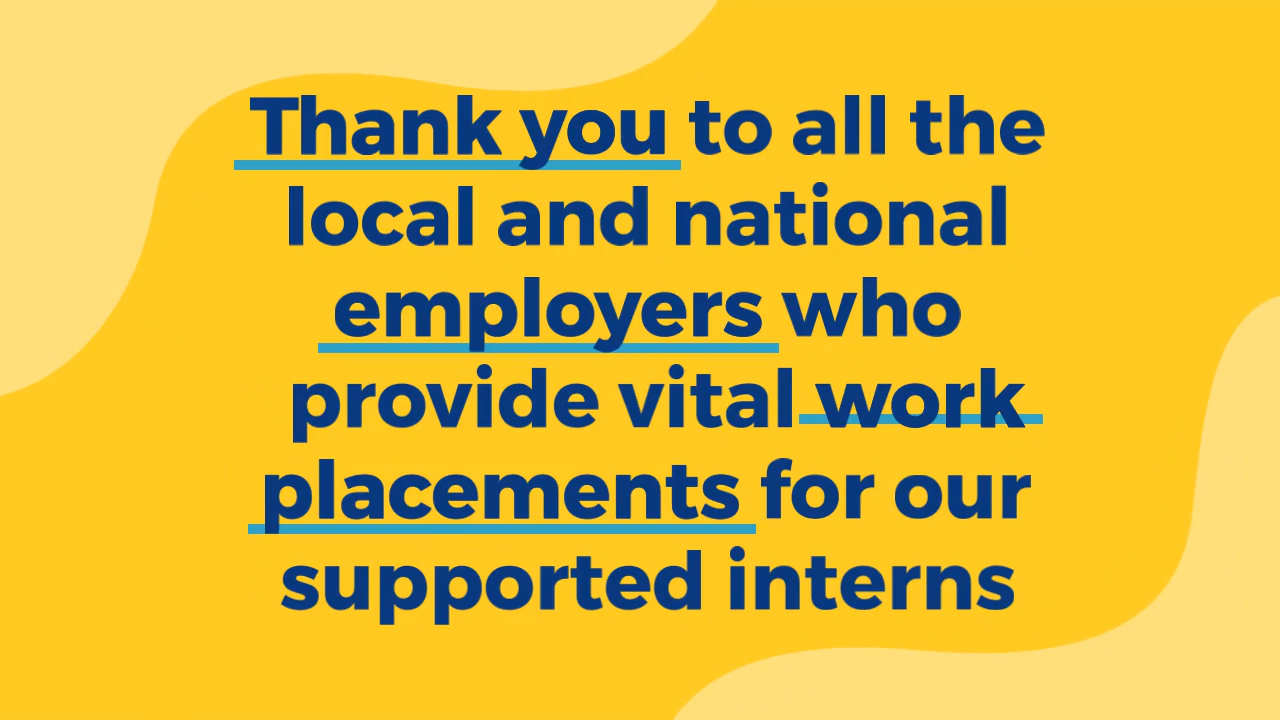 Thank you to all the
local and national
employers who
provide vital work
placements for our
supported interns